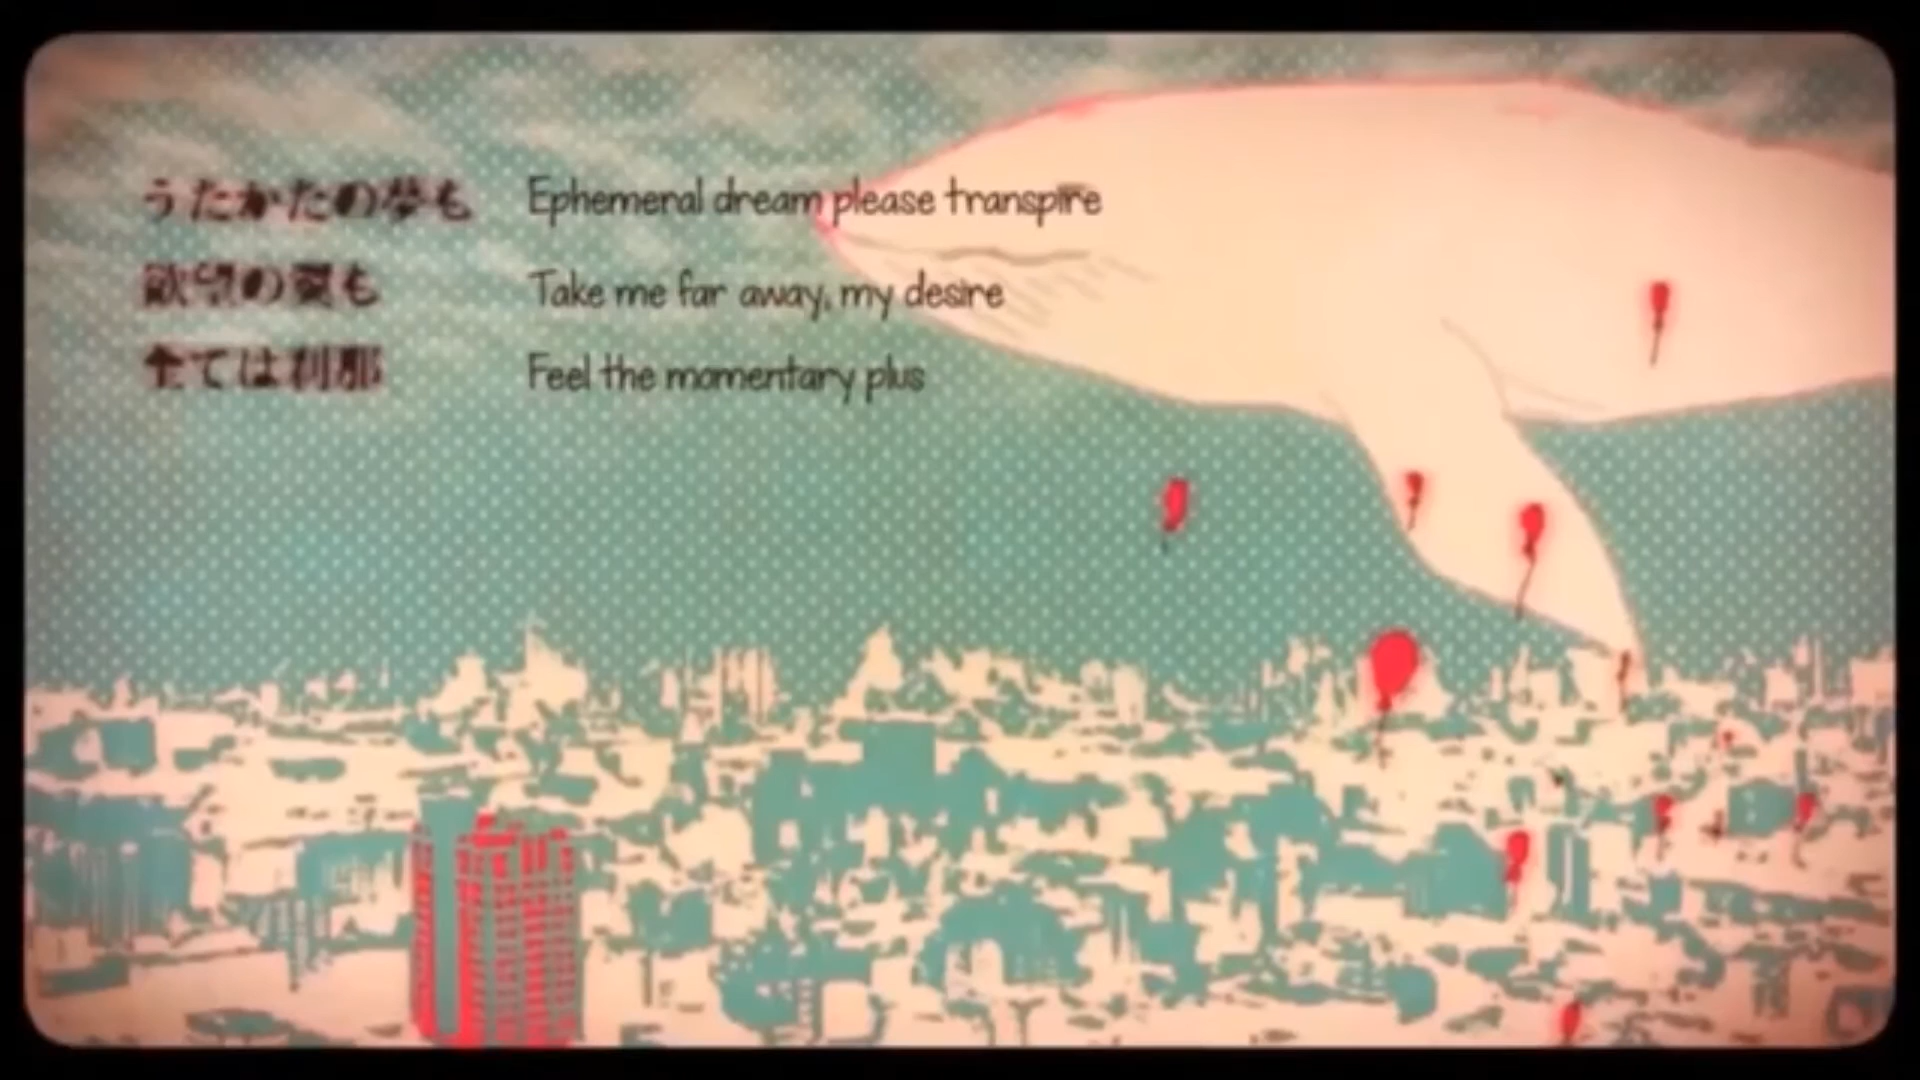 うたかたの夢も Ephemeral dream please transpire
欲望の翼も Take me far away, my desire
全ては刹那 Feel the momentary plus